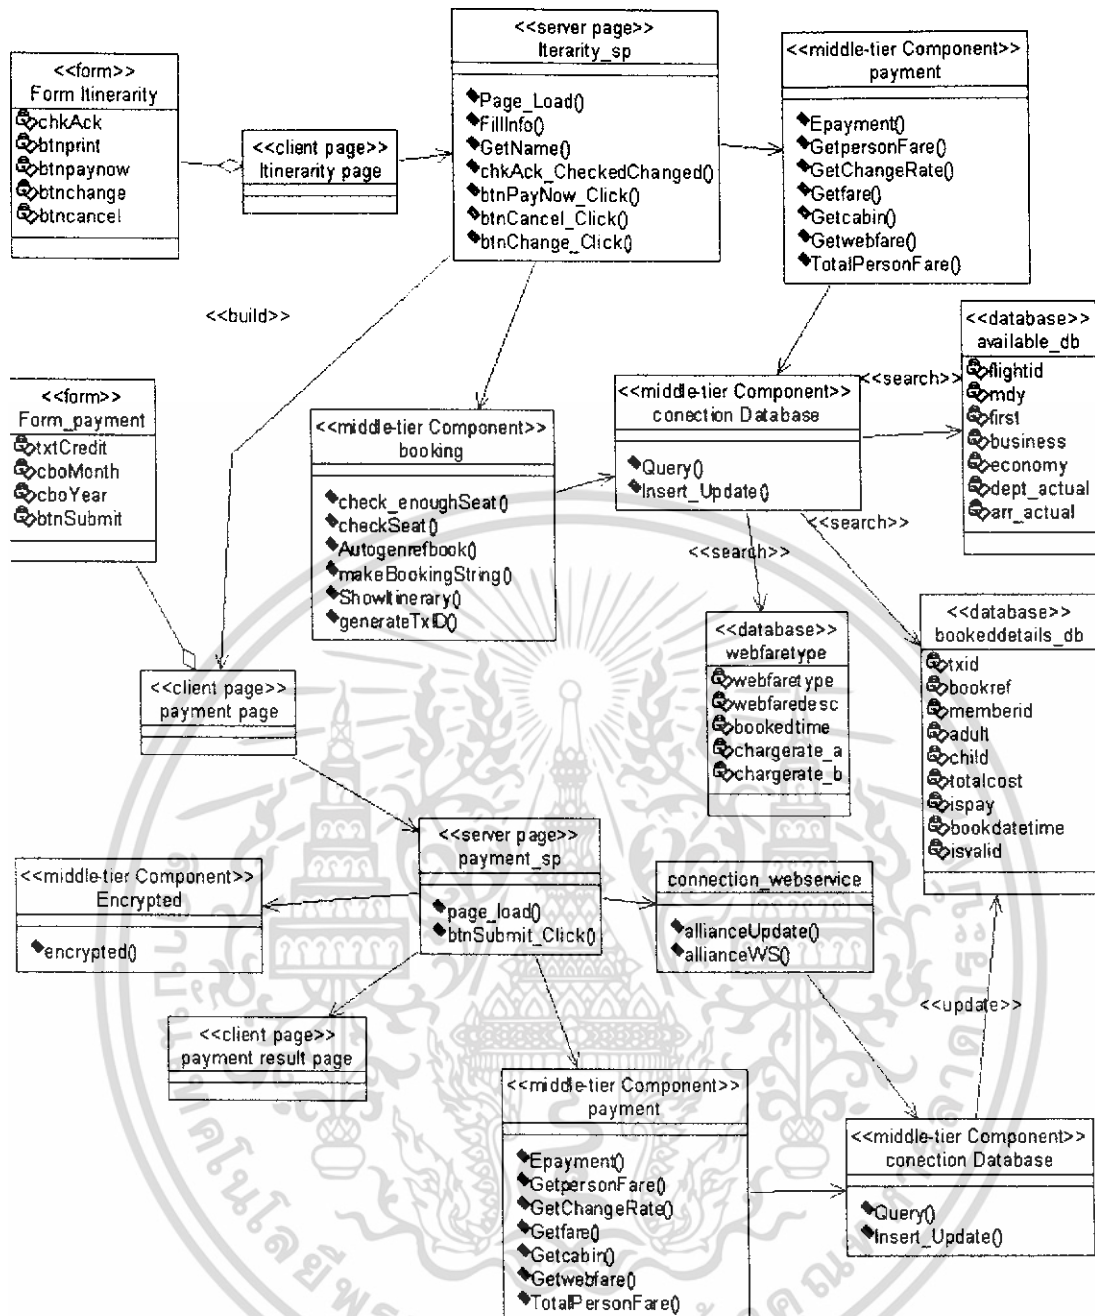 <<form>>
Form Itinerarity
chkAck
btnprint
btnpaynow
btnchange
btncancel
<<client page>>
Itinerarity page
<<server page>>
Iterarity_sp
Page_Load()
FillInfo()
GetName()
chkAck_CheckedChanged()
btnPayNow_Click()
btnCancel_Click()
btnChange_Click()
<<middle-tier Component>>
payment
Epayment()
GetpersonFare()
GetChangeRate()
Getfare()
Getcabin()
Getwebfare()
TotalPersonFare()
<<build>>
<<form>>
Form_payment
txtCredit
cboMonth
cboYear
btnSubmit
<<middle-tier Component>>
booking
check_enoughSeat()
checkSeat()
Autogenrefbook()
makeBookingString()
ShowItinerary()
generateTxID()
<<middle-tier Component>>
conection Database
Query()
Insert_Update()
<<search>>
<<database>>
available_db
flightid
mdy
first
business
economy
dept_actual
arr_actual
<<search>>
<<search>>
<<database>>
webfaretype
webfaretype
webfaredesc
bookedtime
chargerate_a
chargerate_b
<<database>>
bookeddetails_db
txid
bookref
memberid
adult
child
totalcost
ispay
bookdatetime
isvalid
<<client page>>
payment page
<<server page>>
payment_sp
page_load()
btnSubmit_Click()
<<middle-tier Component>>
Encrypted
encrypted()
connection_webservice
allianceUpdate()
allianceWS()
<<update>>
<<client page>>
payment result page
<<middle-tier Component>>
payment
Epayment()
GetpersonFare()
GetChangeRate()
Getfare()
Getcabin()
Getwebfare()
TotalPersonFare()
<<middle-tier Component>>
conection Database
Query()
Insert_Update()